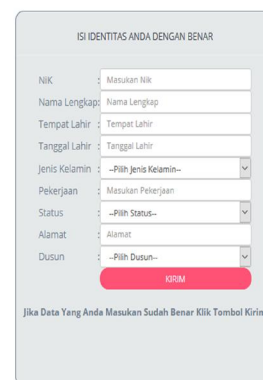 ISI IDENTITAS ANDA DENGAN BENAR
NIK : Masukan Nik
Nama Lengkap: Nama Lengkap
Tempat Lahir : Tempat Lahir
Tanggal Lahir : Tanggal Lahir
Jenis Kelamin : --Pilih Jenis Kelamin--
Pekerjaan : Masukan Pekerjaan
Status : --Pilih Status--
Alamat : Alamat
Dusun : --Pilih Dusun--
KIRIM
Jika Data Yang Anda Masukan Sudah Benar Klik Tombol Kirim